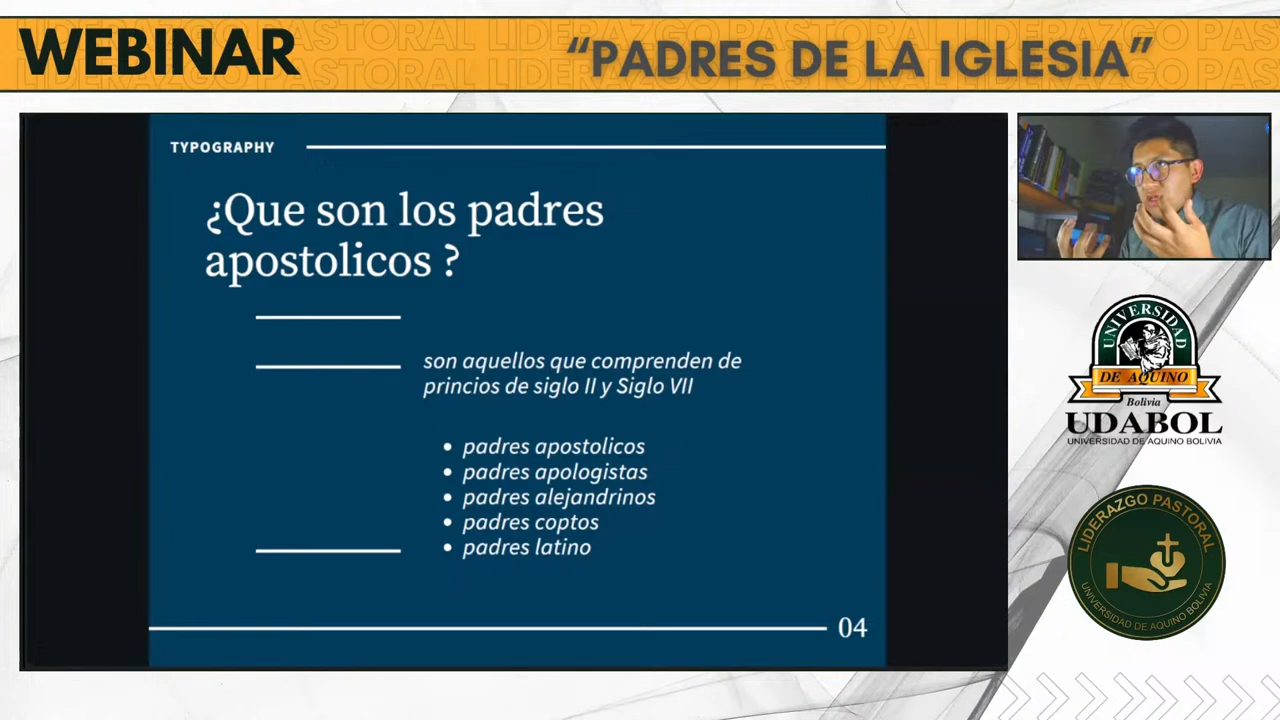 WEBINAR
“PADRES DE LA IGLESIA”
TYPOGRAPHY
¿Que son los padres
apostolicos ?
son aquellos que comprenden de
princios de siglo II y Siglo VII
• padres apostolicos
• padres apologistas
• padres alejandrinos
• padres coptos
• padres latino
04
UNIVERSIDAD
DE AQUINO
Bolivia
UDABOL
UNIVERSIDAD DE AQUINO BOLIVIA
LIDERAZGO PASTORAL
UNIVERSIDAD DE AQUINO BOLIVIA